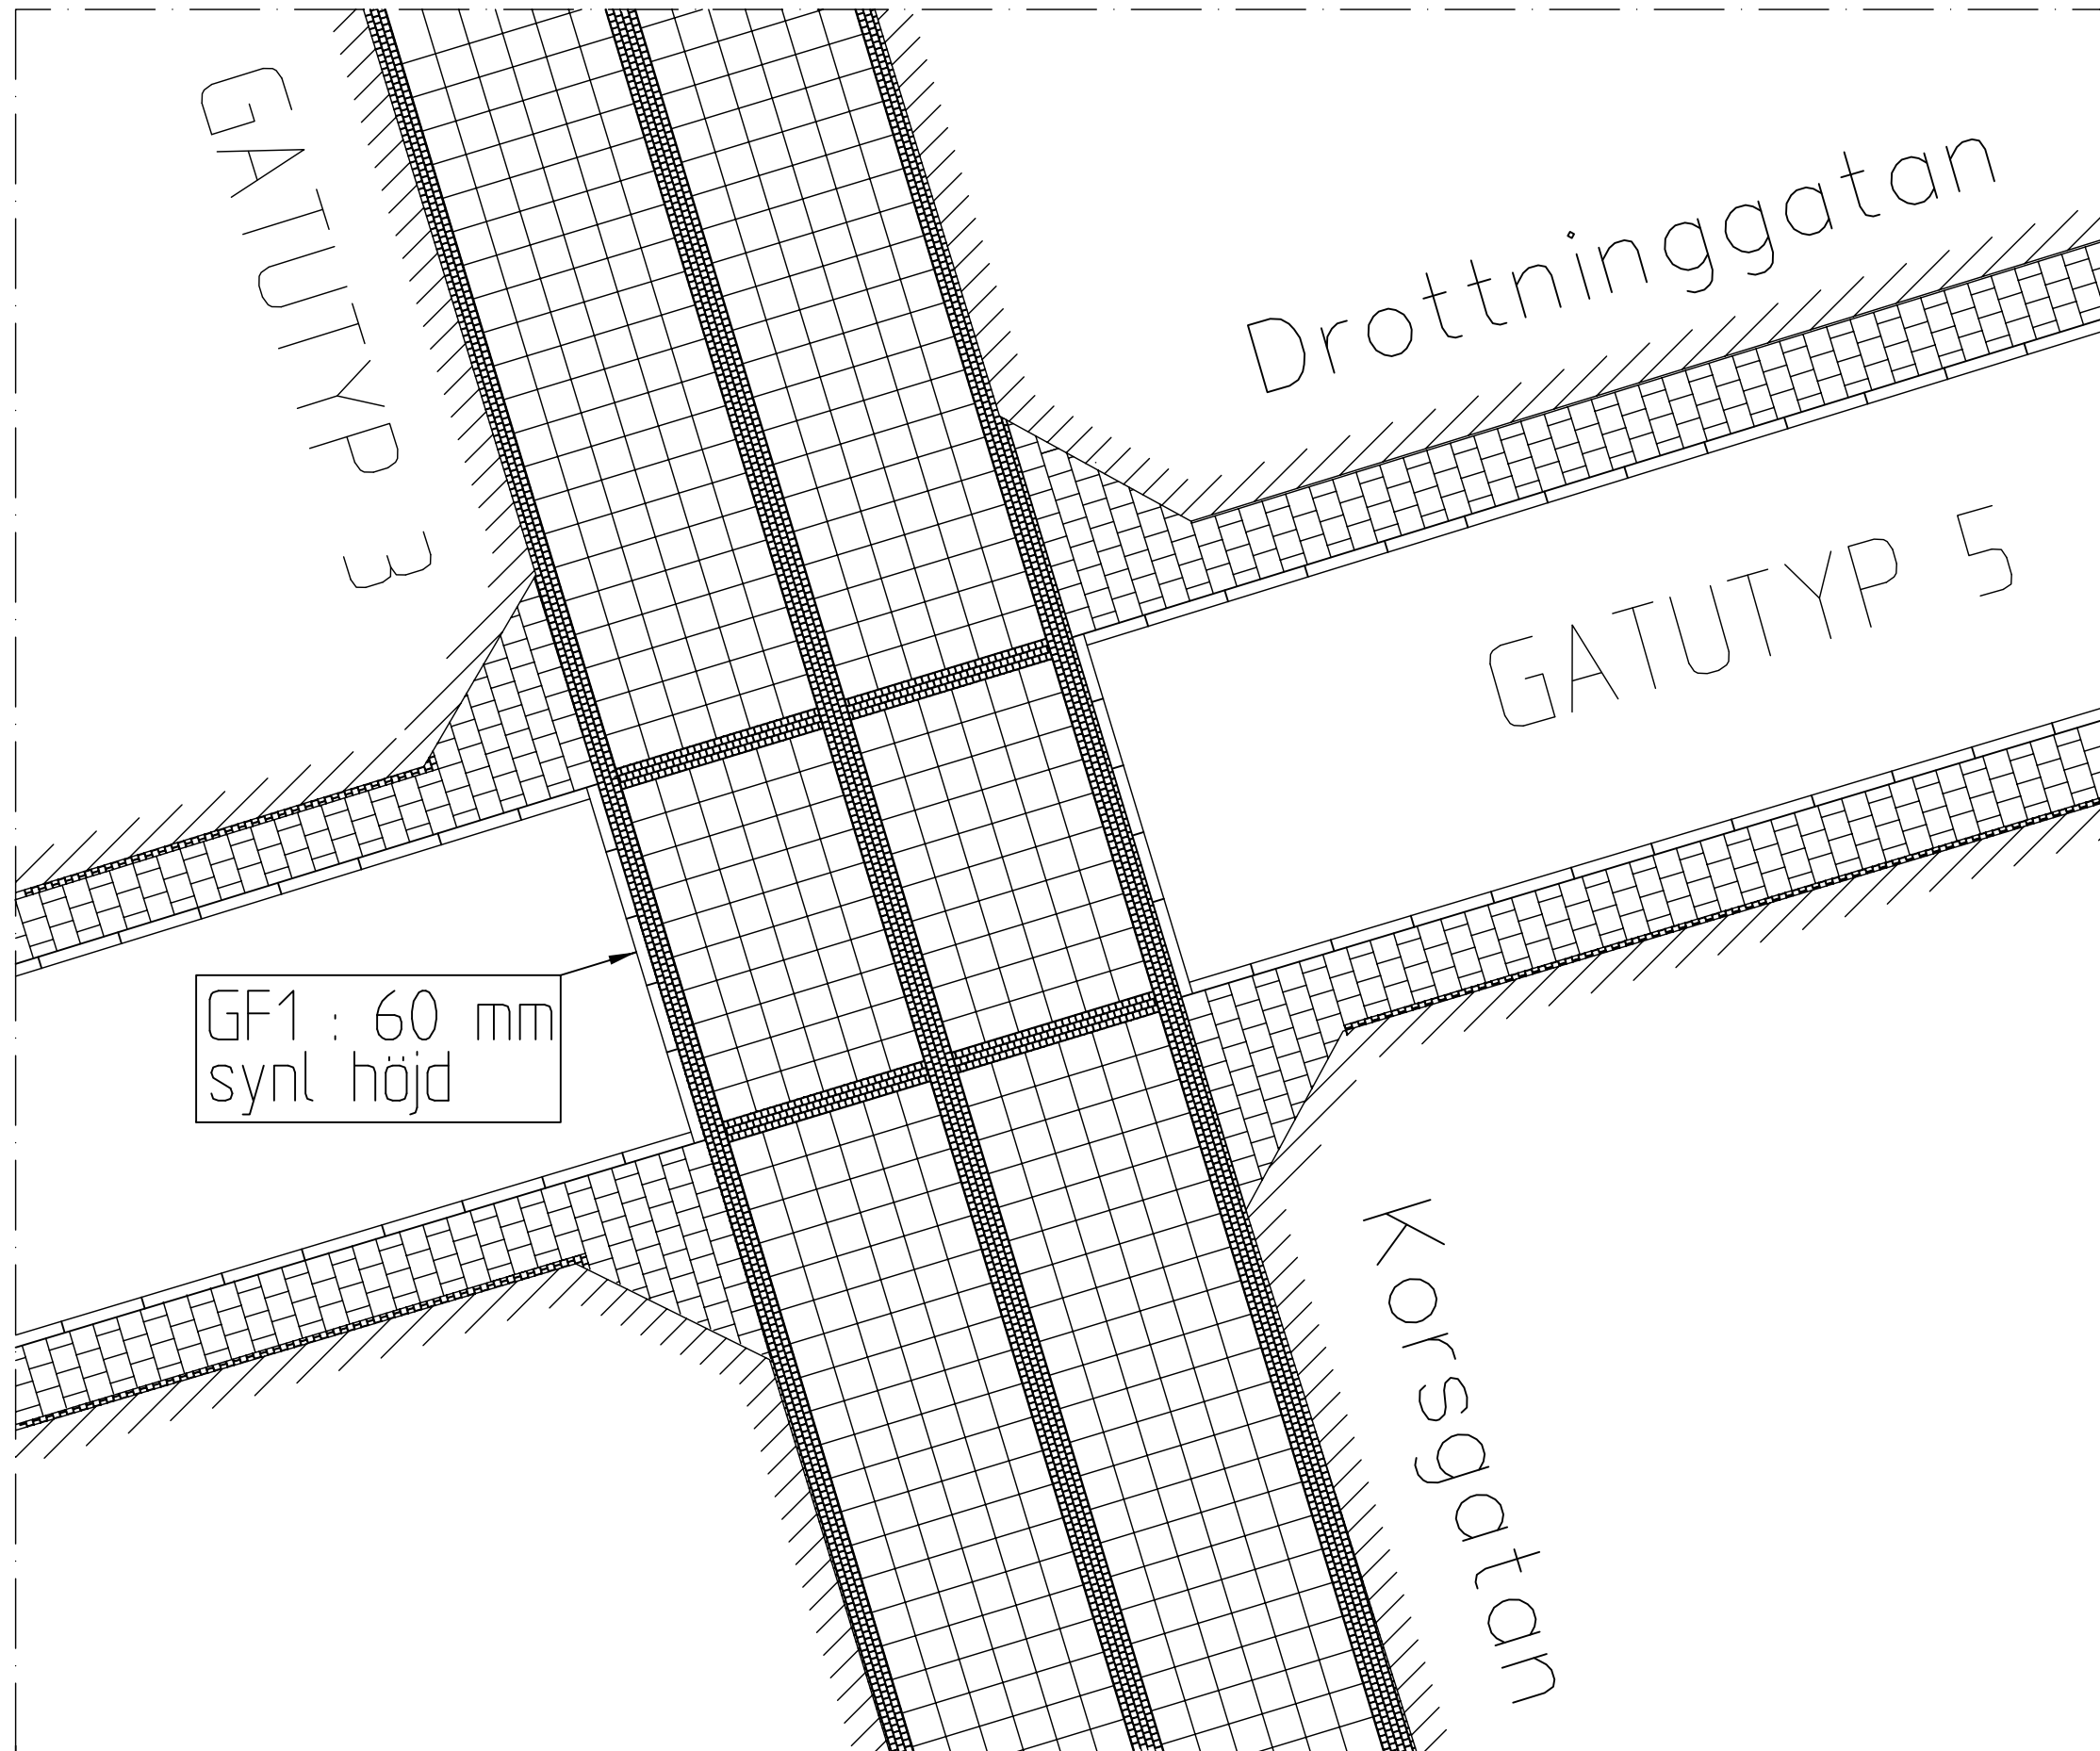 GATUTYP 3
Drottninggatan
GATUTYP 5
GF1 : 60 mm
synl höjd
Korsgatan